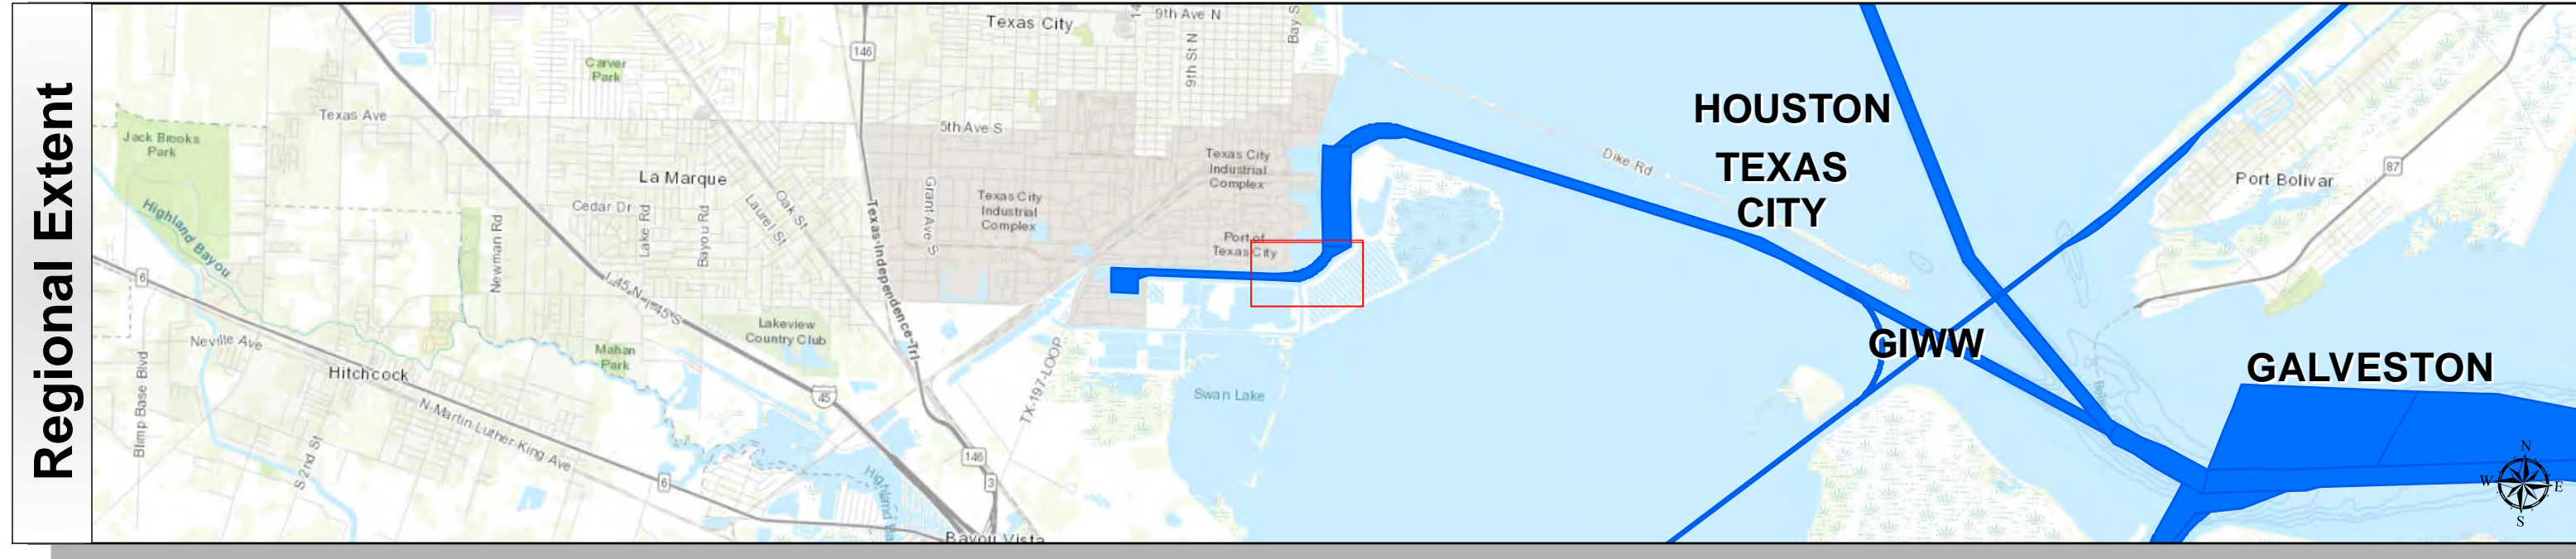 Regional Extent
Texas City
9th Ave N
9th St N
146
Carver
Park
Texas Ave
Jack Brooks
Park
5th Ave S
HOUSTON
TEXAS
CITY
Dike Rd
Texas City
Industrial
Complex
La Marque
Oak St
Laurel St
Cedar Dr
Lake Rd
Bayou Rd
Newman Rd
Grant Ave S
Texas City
Industrial
Complex
Port of
Texas City
Highland Bayou
Texas-Independence-Trl
Port Bolivar
87
6
I-45-N-I-45-S
Lakeview
Country Club
Neville Ave
Mahan
Park
Hitchcock
Blimp Base Blvd
N-Martin-Luther-King-Ave
S 2nd St
45
TX-197-LOOP
Swan Lake
GIWW
GALVESTON
146
3
6
Bayou Vista
N
W
E
S